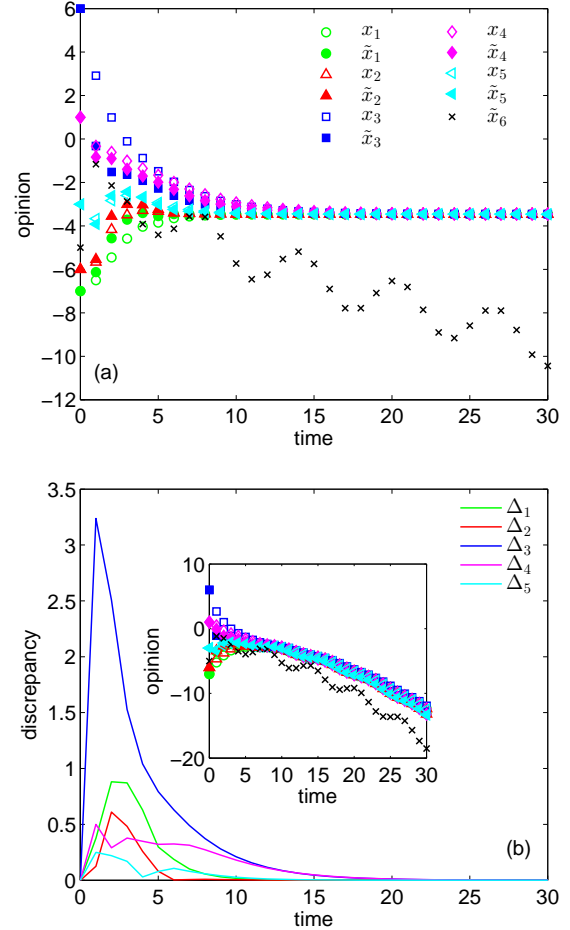 6
4
2
0
−2
−4
−6
−8
−10
−12
opinion
x₁ x₄
x̃₁ x̃₄
x₂ x₅
x̃₂ x̃₅
x₃ x̃₆
x̃₃
(a)
0 5 10 15 20 25 30
time
3.5
3
2.5
2
1.5
1
0.5
0
discrepancy
Δ₁
Δ₂
Δ₃
Δ₄
Δ₅
10
0
−10
−20
opinion
0 5 10 15 20 25 30
time
(b)
0 5 10 15 20 25 30
time